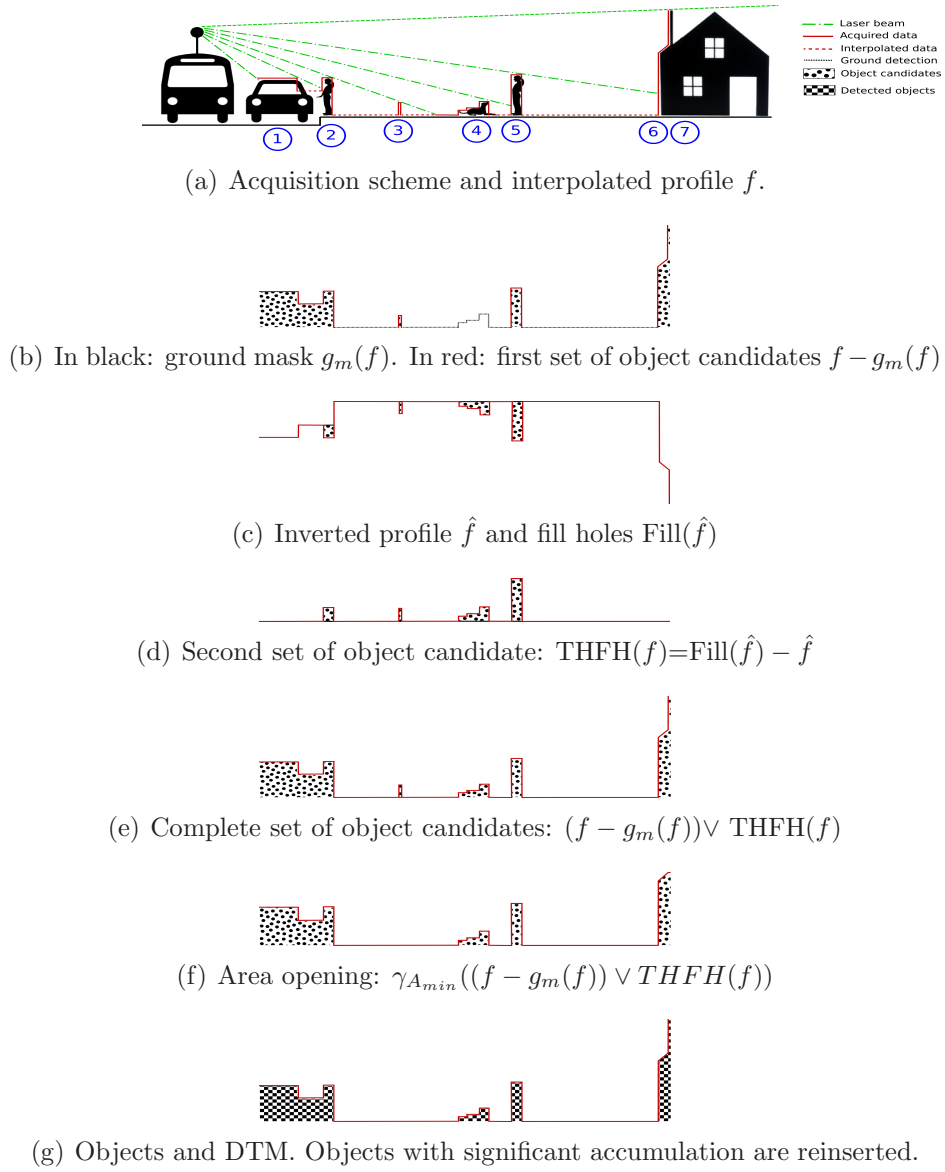 Laser beam
Acquired data
Interpolated data
Ground detection
Object candidates
Detected objects
1 2 3 4 5 6 7
(a) Acquisition scheme and interpolated profile f.
(b) In black: ground mask g_m(f). In red: first set of object candidates f − g_m(f)
(c) Inverted profile f̂ and fill holes Fill(f̂)
(d) Second set of object candidate: THFH(f)=Fill(f̂) − f̂
(e) Complete set of object candidates: (f − g_m(f))∨ THFH(f)
(f) Area opening: γ_{A_{min}}((f − g_m(f)) ∨ THFH(f))
(g) Objects and DTM. Objects with significant accumulation are reinserted.